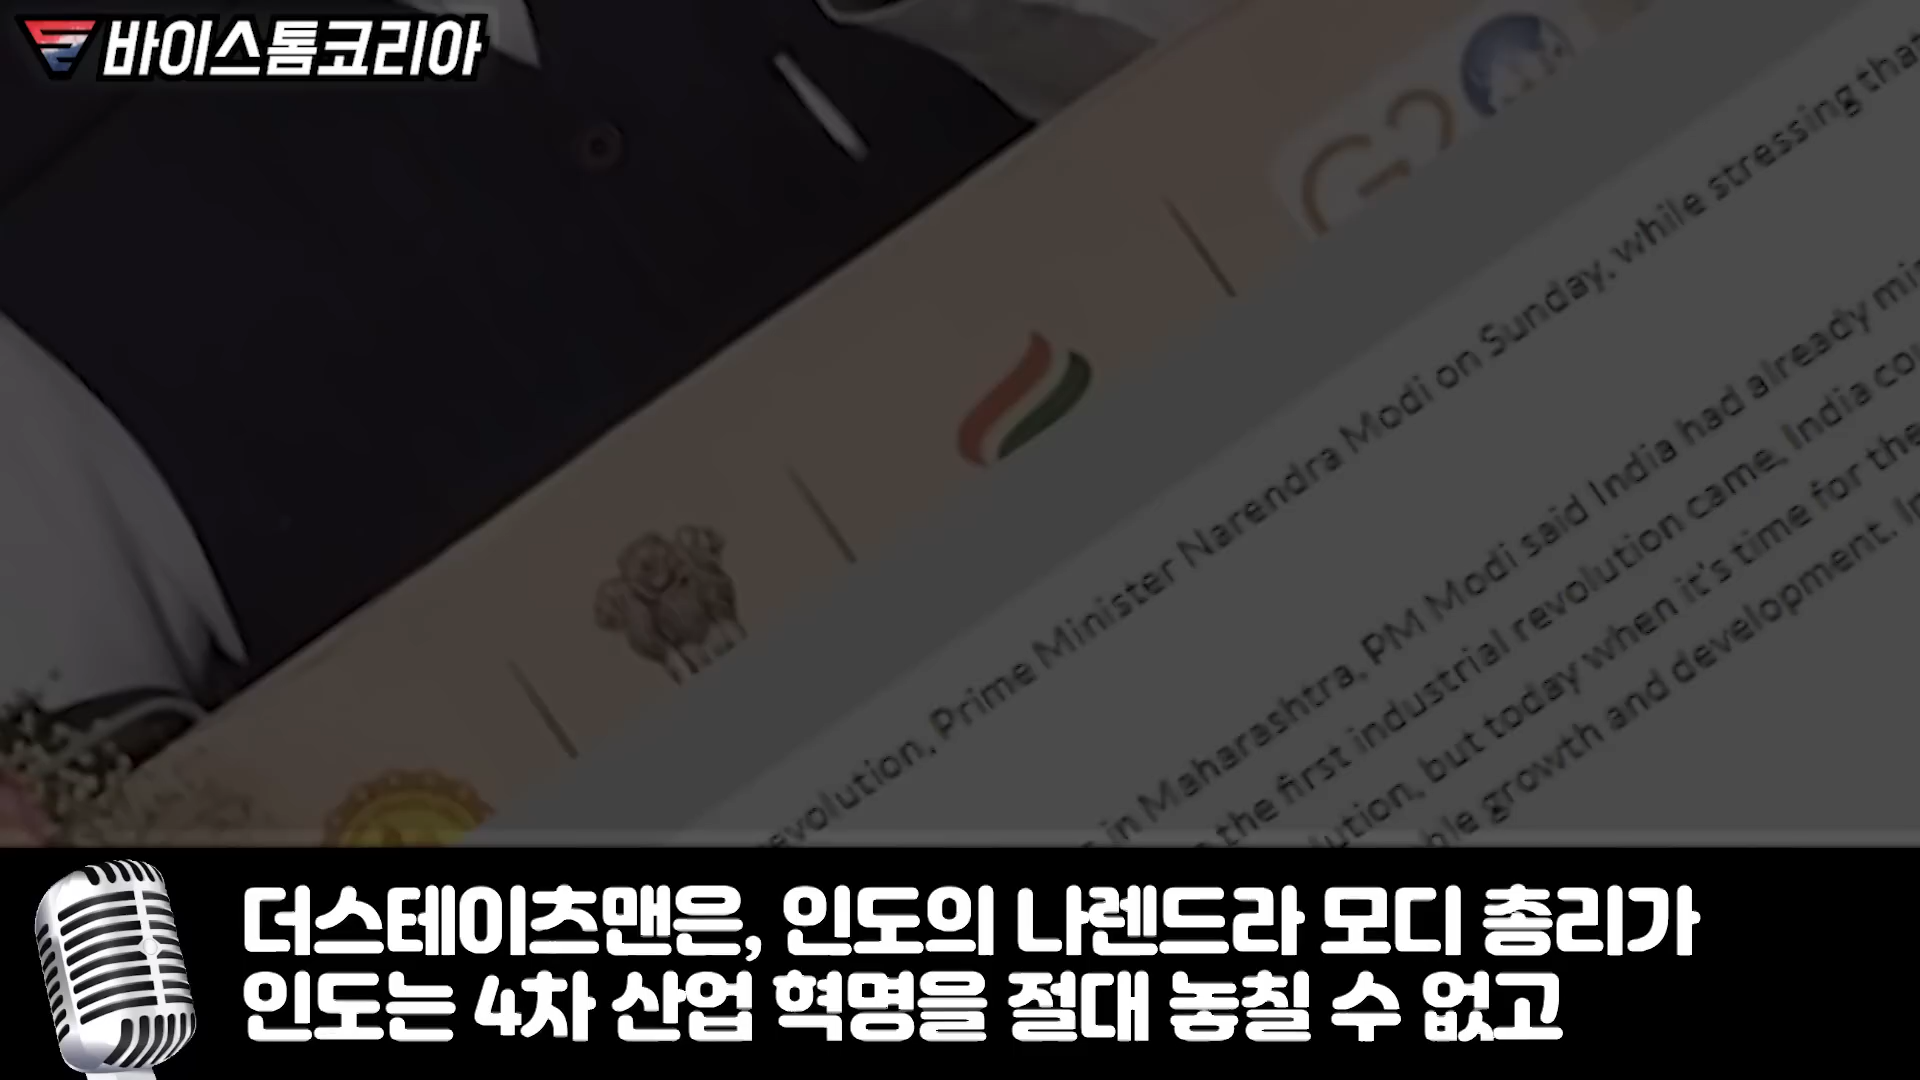 바이스톰코리아
G20
evolution, Prime Minister Narendra Modi on Sunday, while stressing that
in Maharashtra, PM Modi said India had already
the first industrial revolution came, India
but today when it's time for the
growth and development.
더스테이츠맨은, 인도의 나렌드라 모디 총리가
인도는 4차 산업 혁명을 절대 놓칠 수 없고